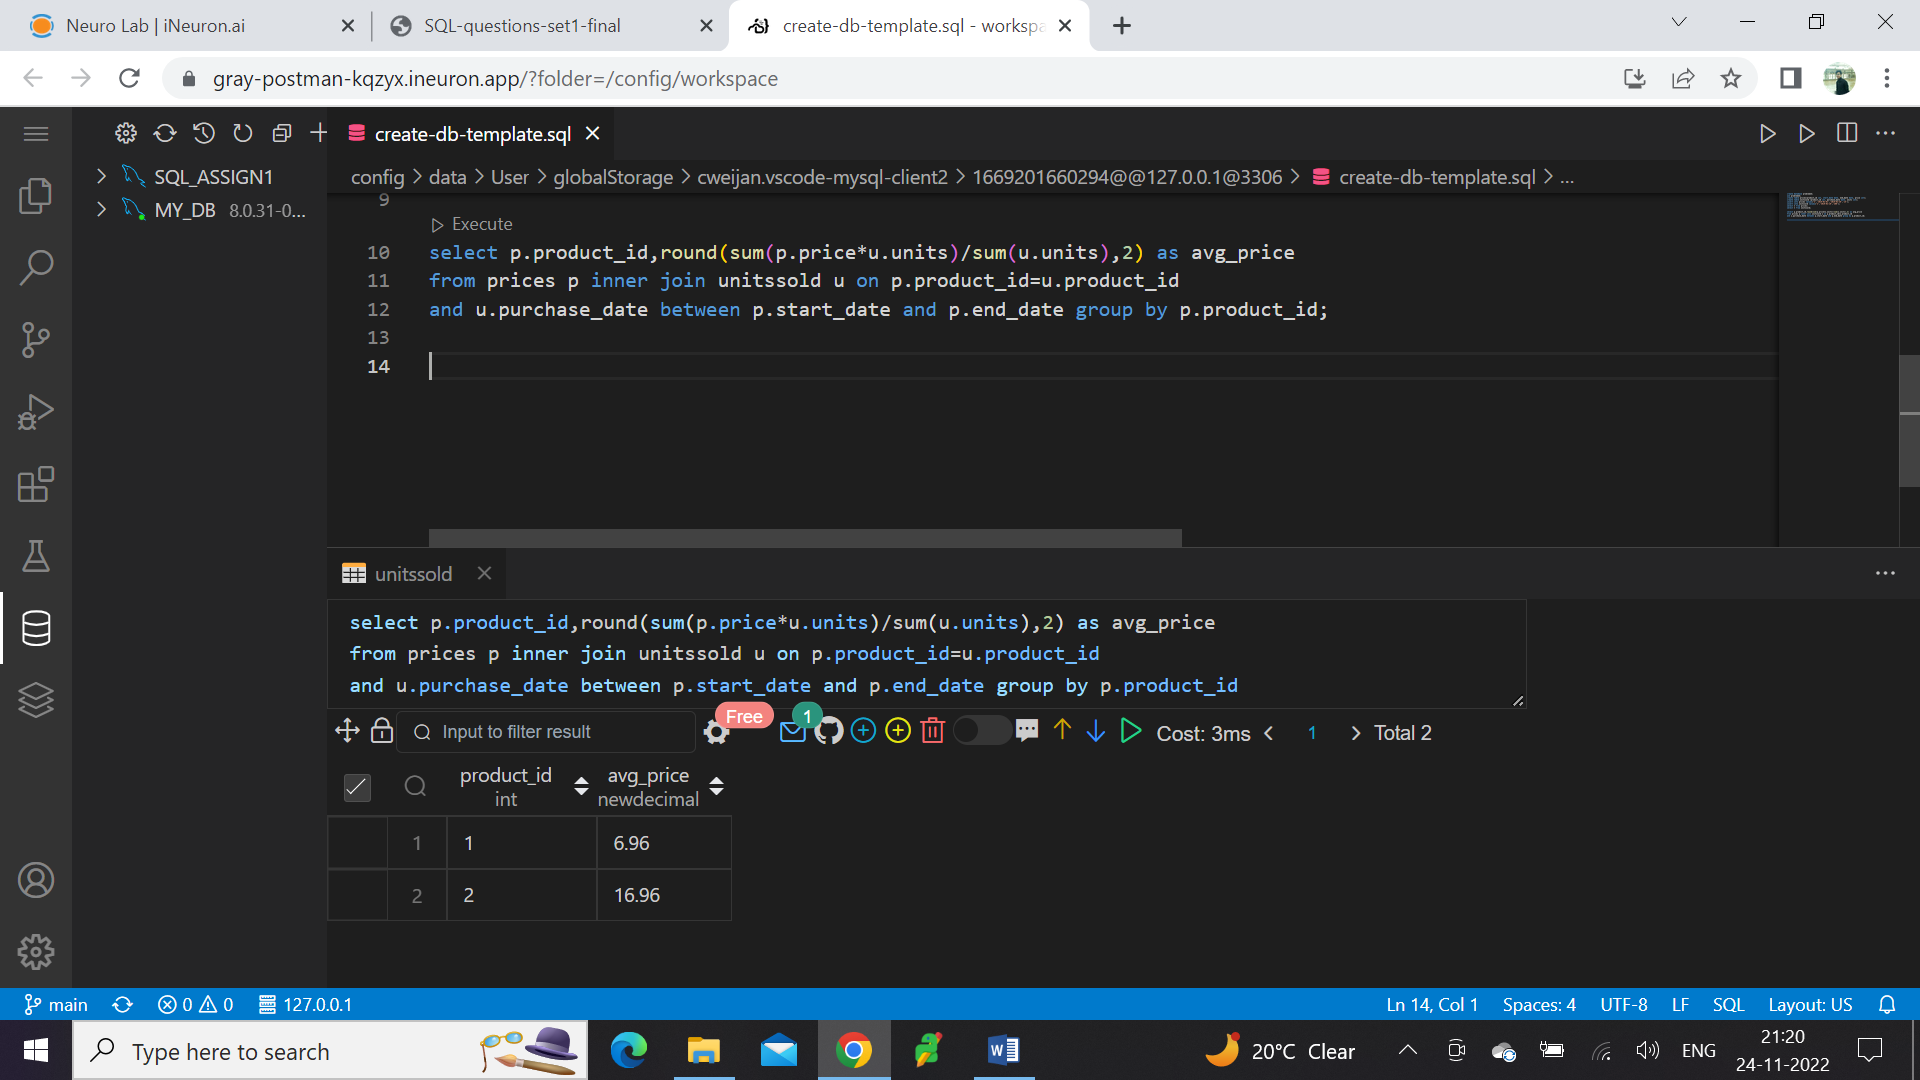 Neuro Lab | iNeuron.ai
SQL-questions-set1-final
create-db-template.sql - workspa
gray-postman-kqzyx.ineuron.app/?folder=/config/workspace
create-db-template.sql
SQL_ASSIGN1
MY_DB 8.0.31-0...
config > data > User > globalStorage > cweijan.vscode-mysql-client2 > 1669201660294@@127.0.0.1@3306 > create-db-template.sql > ...
9
Execute
10 select p.product_id,round(sum(p.price*u.units)/sum(u.units),2) as avg_price
11 from prices p inner join unitssold u on p.product_id=u.product_id
12 and u.purchase_date between p.start_date and p.end_date group by p.product_id;
13
14
unitssold
select p.product_id,round(sum(p.price*u.units)/sum(u.units),2) as avg_price
from prices p inner join unitssold u on p.product_id=u.product_id
and u.purchase_date between p.start_date and p.end_date group by p.product_id
Input to filter result Free 1 Cost: 3ms < 1 > Total 2
product_id avg_price
int newdecimal
1 1 6.96
2 2 16.96
main 0 0 127.0.0.1 Ln 14, Col 1 Spaces: 4 UTF-8 LF SQL Layout: US
Type here to search 20°C Clear ENG 21:20
24-11-2022